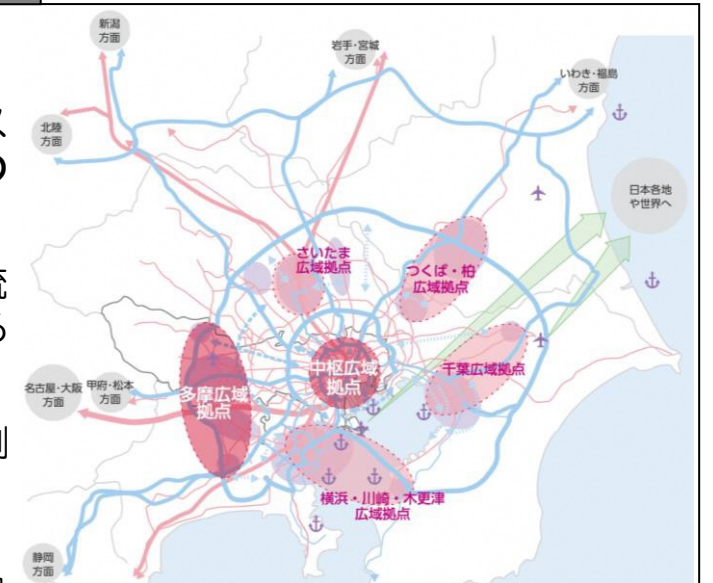 新潟
方面
岩手・宮城
方面
いわき・福島
方面
北陸
方面
日本各地
や世界へ
さいたま
広域拠点
つくば・柏
広域拠点
中枢広域
拠点
千葉広域拠点
名古屋・大阪
方面
甲府・松本
方面
多摩広域
拠点
横浜・川崎・木更津
広域拠点
静岡
方面